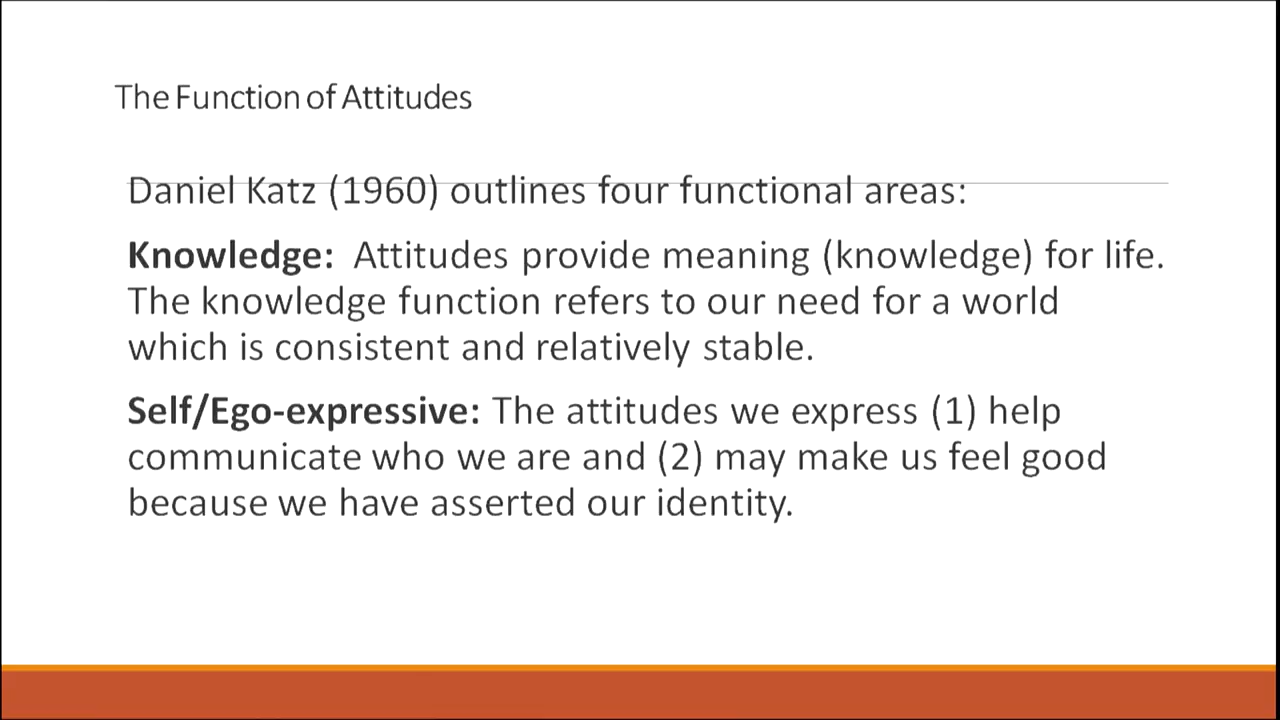 The Function of Attitudes
Daniel Katz (1960) outlines four functional areas:
Knowledge: Attitudes provide meaning (knowledge) for life.
The knowledge function refers to our need for a world
which is consistent and relatively stable.
Self/Ego-expressive: The attitudes we express (1) help
communicate who we are and (2) may make us feel good
because we have asserted our identity.